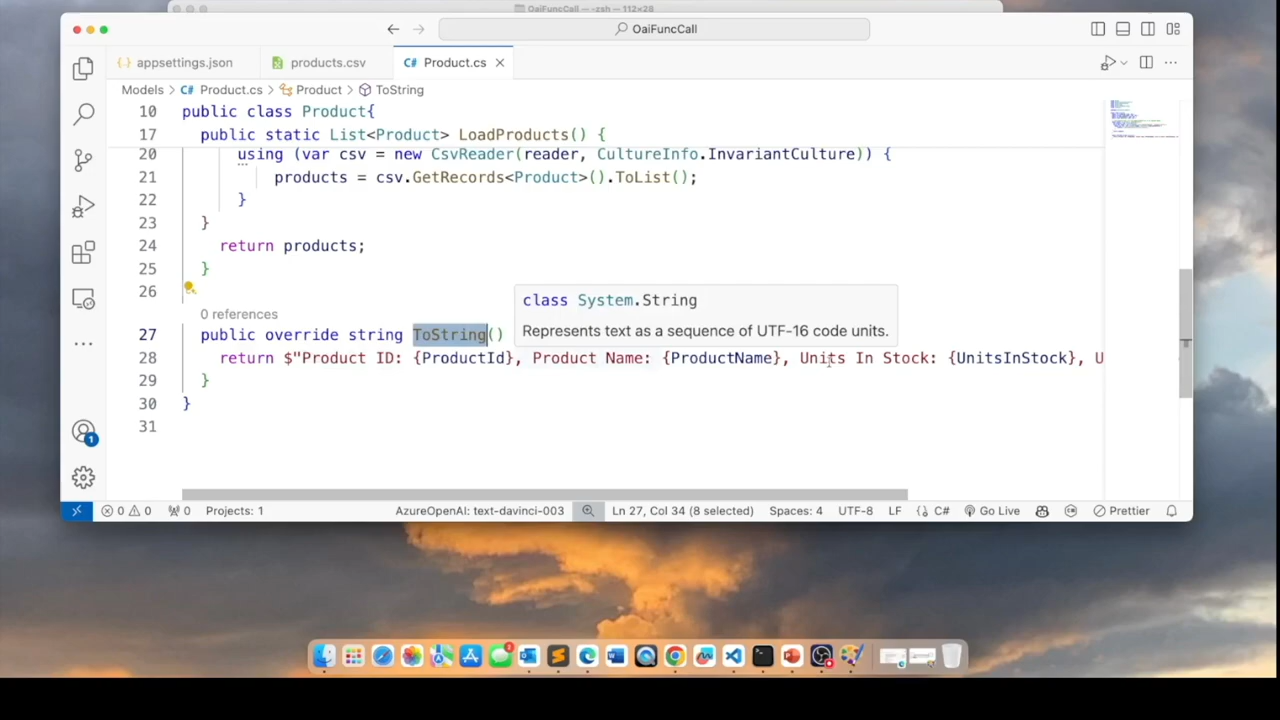 OaiFuncCall — -zsh — 112×28
OaiFuncCall
{} appsettings.json
products.csv
C# Product.cs
Models > C# Product.cs > Product > ToString
10 public class Product{
17 public static List<Product> LoadProducts() {
20 using (var csv = new CsvReader(reader, CultureInfo.InvariantCulture)) {
21 products = csv.GetRecords<Product>().ToList();
22 }
23 }
24 return products;
25 }
26
class System.String
Represents text as a sequence of UTF-16 code units.
0 references
27 public override string ToString()
28 return $"Product ID: {ProductId}, Product Name: {ProductName}, Units In Stock: {UnitsInStock}, U
29 }
30 }
31
1
0 0 0 Projects: 1 AzureOpenAI: text-davinci-003 Ln 27, Col 34 (8 selected) Spaces: 4 UTF-8 LF {} C# Go Live Prettier